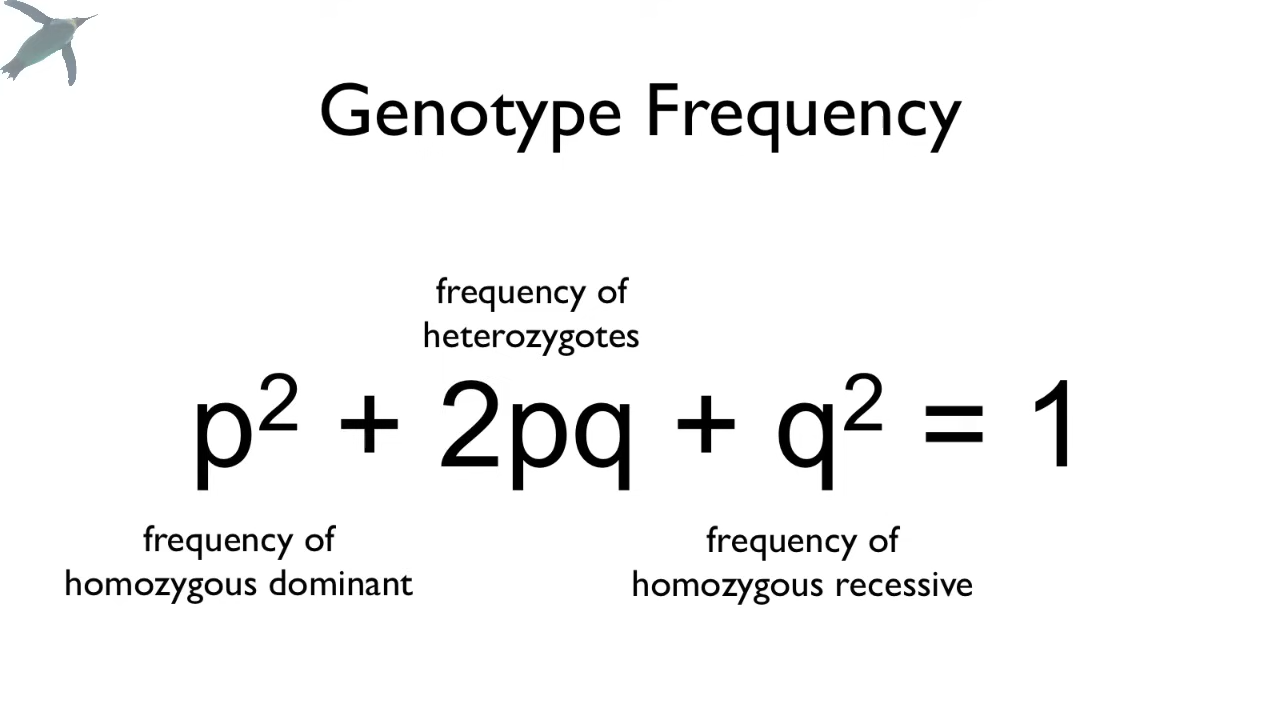 Genotype Frequency
frequency of
heterozygotes
p² + 2pq + q² = 1
frequency of
homozygous dominant
frequency of
homozygous recessive